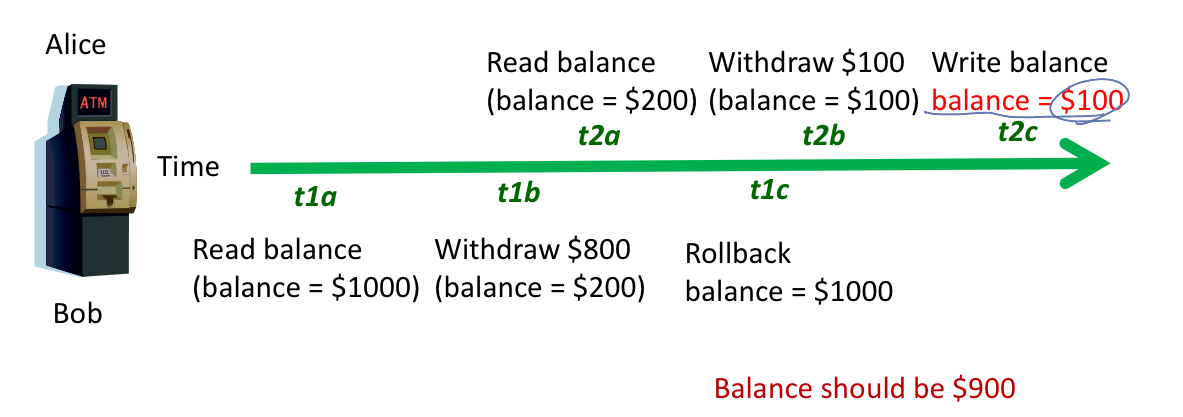 Alice
ATM
Read balance
(balance = $200)
Withdraw $100
(balance = $100)
Write balance
balance = $100
t2a
t2b
t2c
Time
t1a
t1b
t1c
Read balance
(balance = $1000)
Withdraw $800
(balance = $200)
Rollback
balance = $1000
Bob
Balance should be $900